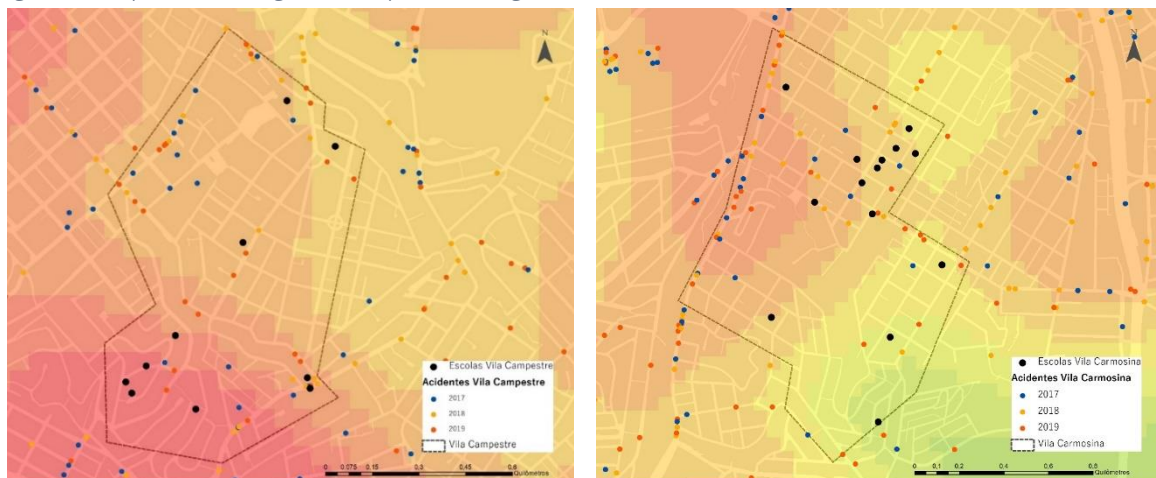 N
Escolas Vila Campestre
Acidentes Vila Campestre
2017
2018
2019
Vila Campestre
0 0,075 0,15 0,3 0,45 0,6
Quilômetros
N
Escolas Vila Carmosina
Acidentes Vila Carmosina
2017
2018
2019
Vila Carmosina
0 0,1 0,2 0,4 0,6 0,8
Quilômetros